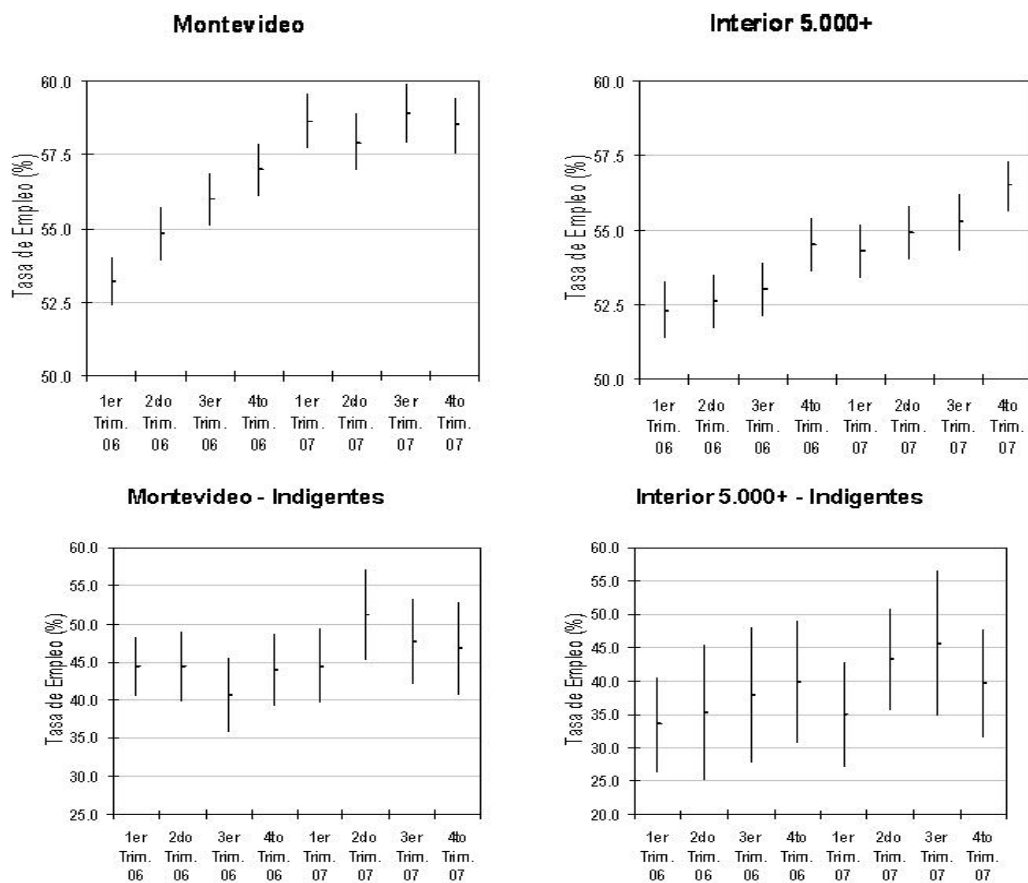 Montevideo
Tasa de Empleo (%)
60.0
57.5
55.0
52.5
50.0
1er 2do 3er 4to 1er 2do 3er 4to
Trim. Trim. Trim. Trim. Trim. Trim. Trim. Trim.
06 06 06 06 07 07 07 07
Interior 5.000+
Tasa de Empleo (%)
60.0
57.5
55.0
52.5
50.0
1er 2do 3er 4to 1er 2do 3er 4to
Trim. Trim. Trim. Trim. Trim. Trim. Trim. Trim.
06 06 06 06 07 07 07 07
Montevideo - Indigentes
Tasa de Empleo (%)
60.0
55.0
50.0
45.0
40.0
35.0
30.0
25.0
1er 2do 3er 4to 1er 2do 3er 4to
Trim. Trim. Trim. Trim. Trim. Trim. Trim. Trim.
06 06 06 06 07 07 07 07
Interior 5.000+ - Indigentes
Tasa de Empleo (%)
60.0
55.0
50.0
45.0
40.0
35.0
30.0
25.0
20.0
1er 2do 3er 4to 1er 2do 3er 4to
Trim. Trim. Trim. Trim. Trim. Trim. Trim. Trim.
06 06 06 06 07 07 07 07